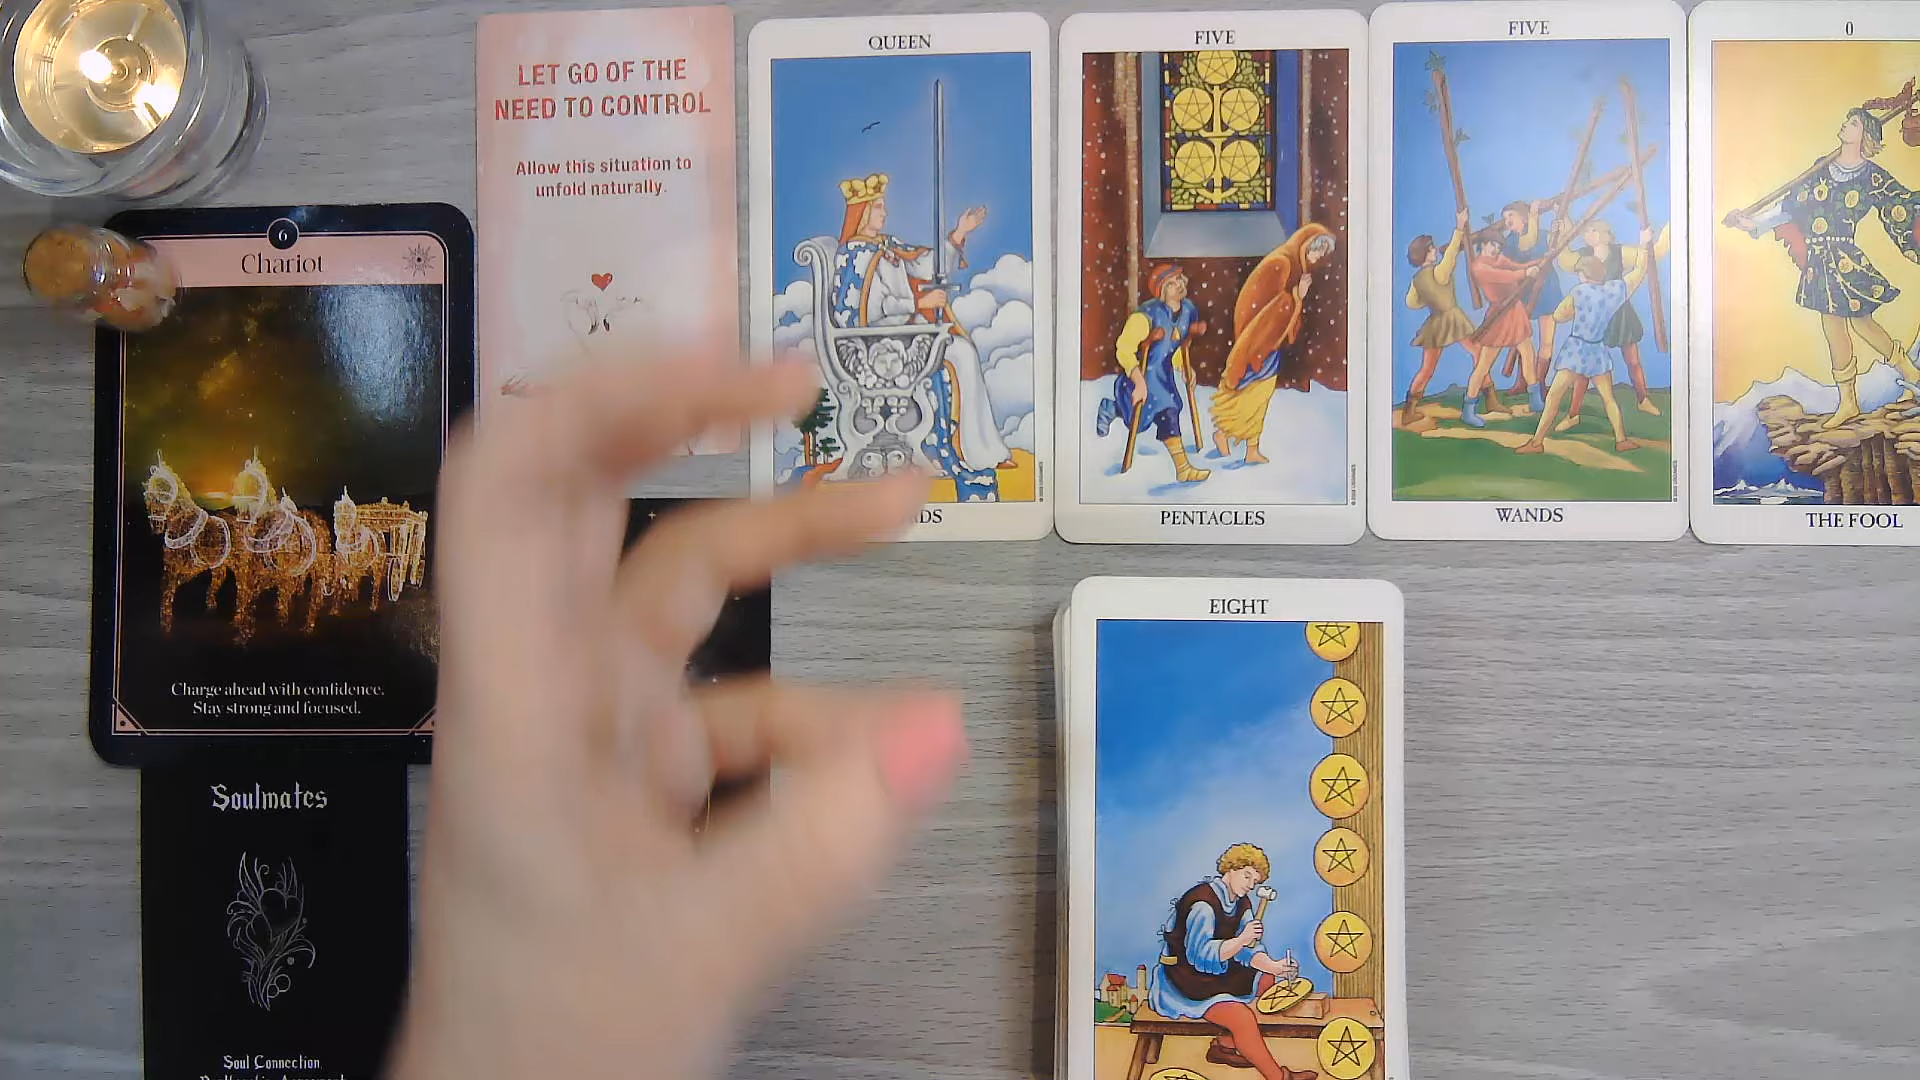 LET GO OF THE
NEED TO CONTROL
Allow this situation to
unfold naturally.
QUEEN
FIVE
PENTACLES
FIVE
WANDS
0
THE FOOL
6
Chariot
Charge ahead with confidence.
Stay strong and focused.
Soulmates
Soul Connection
EIGHT